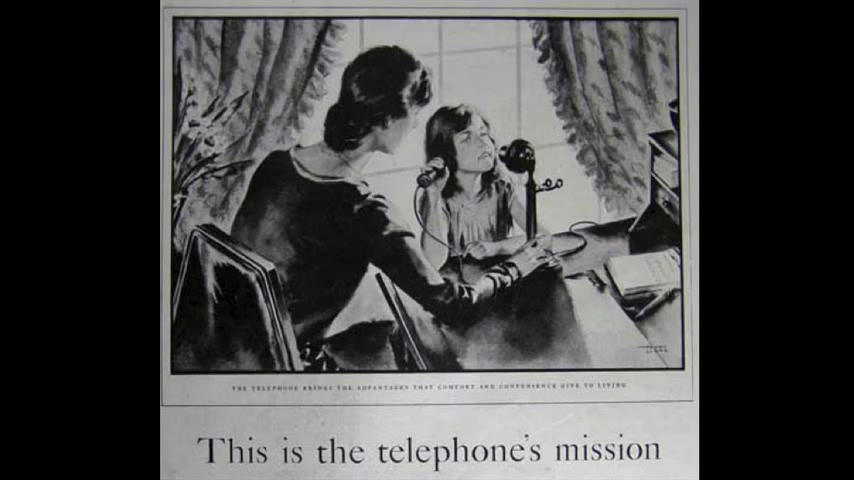 THE TELEPHONE BRINGS THE ADVANTAGES THAT COMFORT AND CONVENIENCE GIVE TO LIVING
This is the telephone's mission